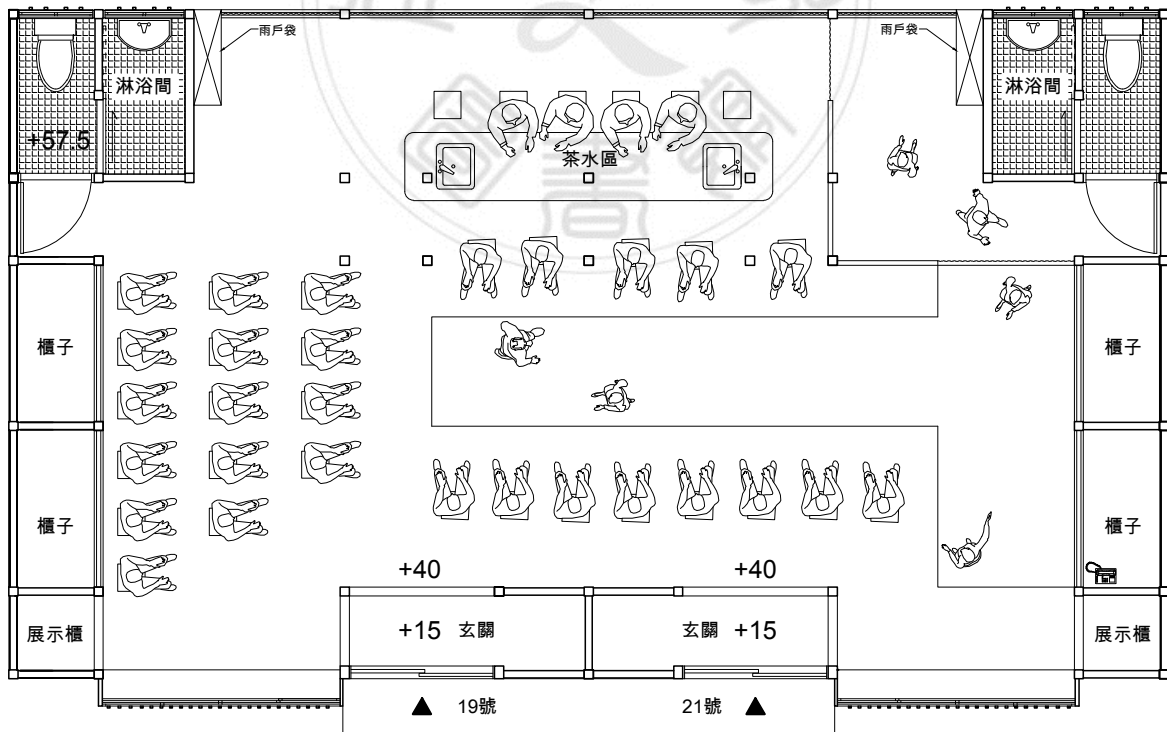 雨戶袋
雨戶袋
淋浴間
淋浴間
+57.5
茶水區
櫃子
櫃子
櫃子
櫃子
+40
+40
展示櫃
+15 玄關
玄關 +15
展示櫃
19號
21號